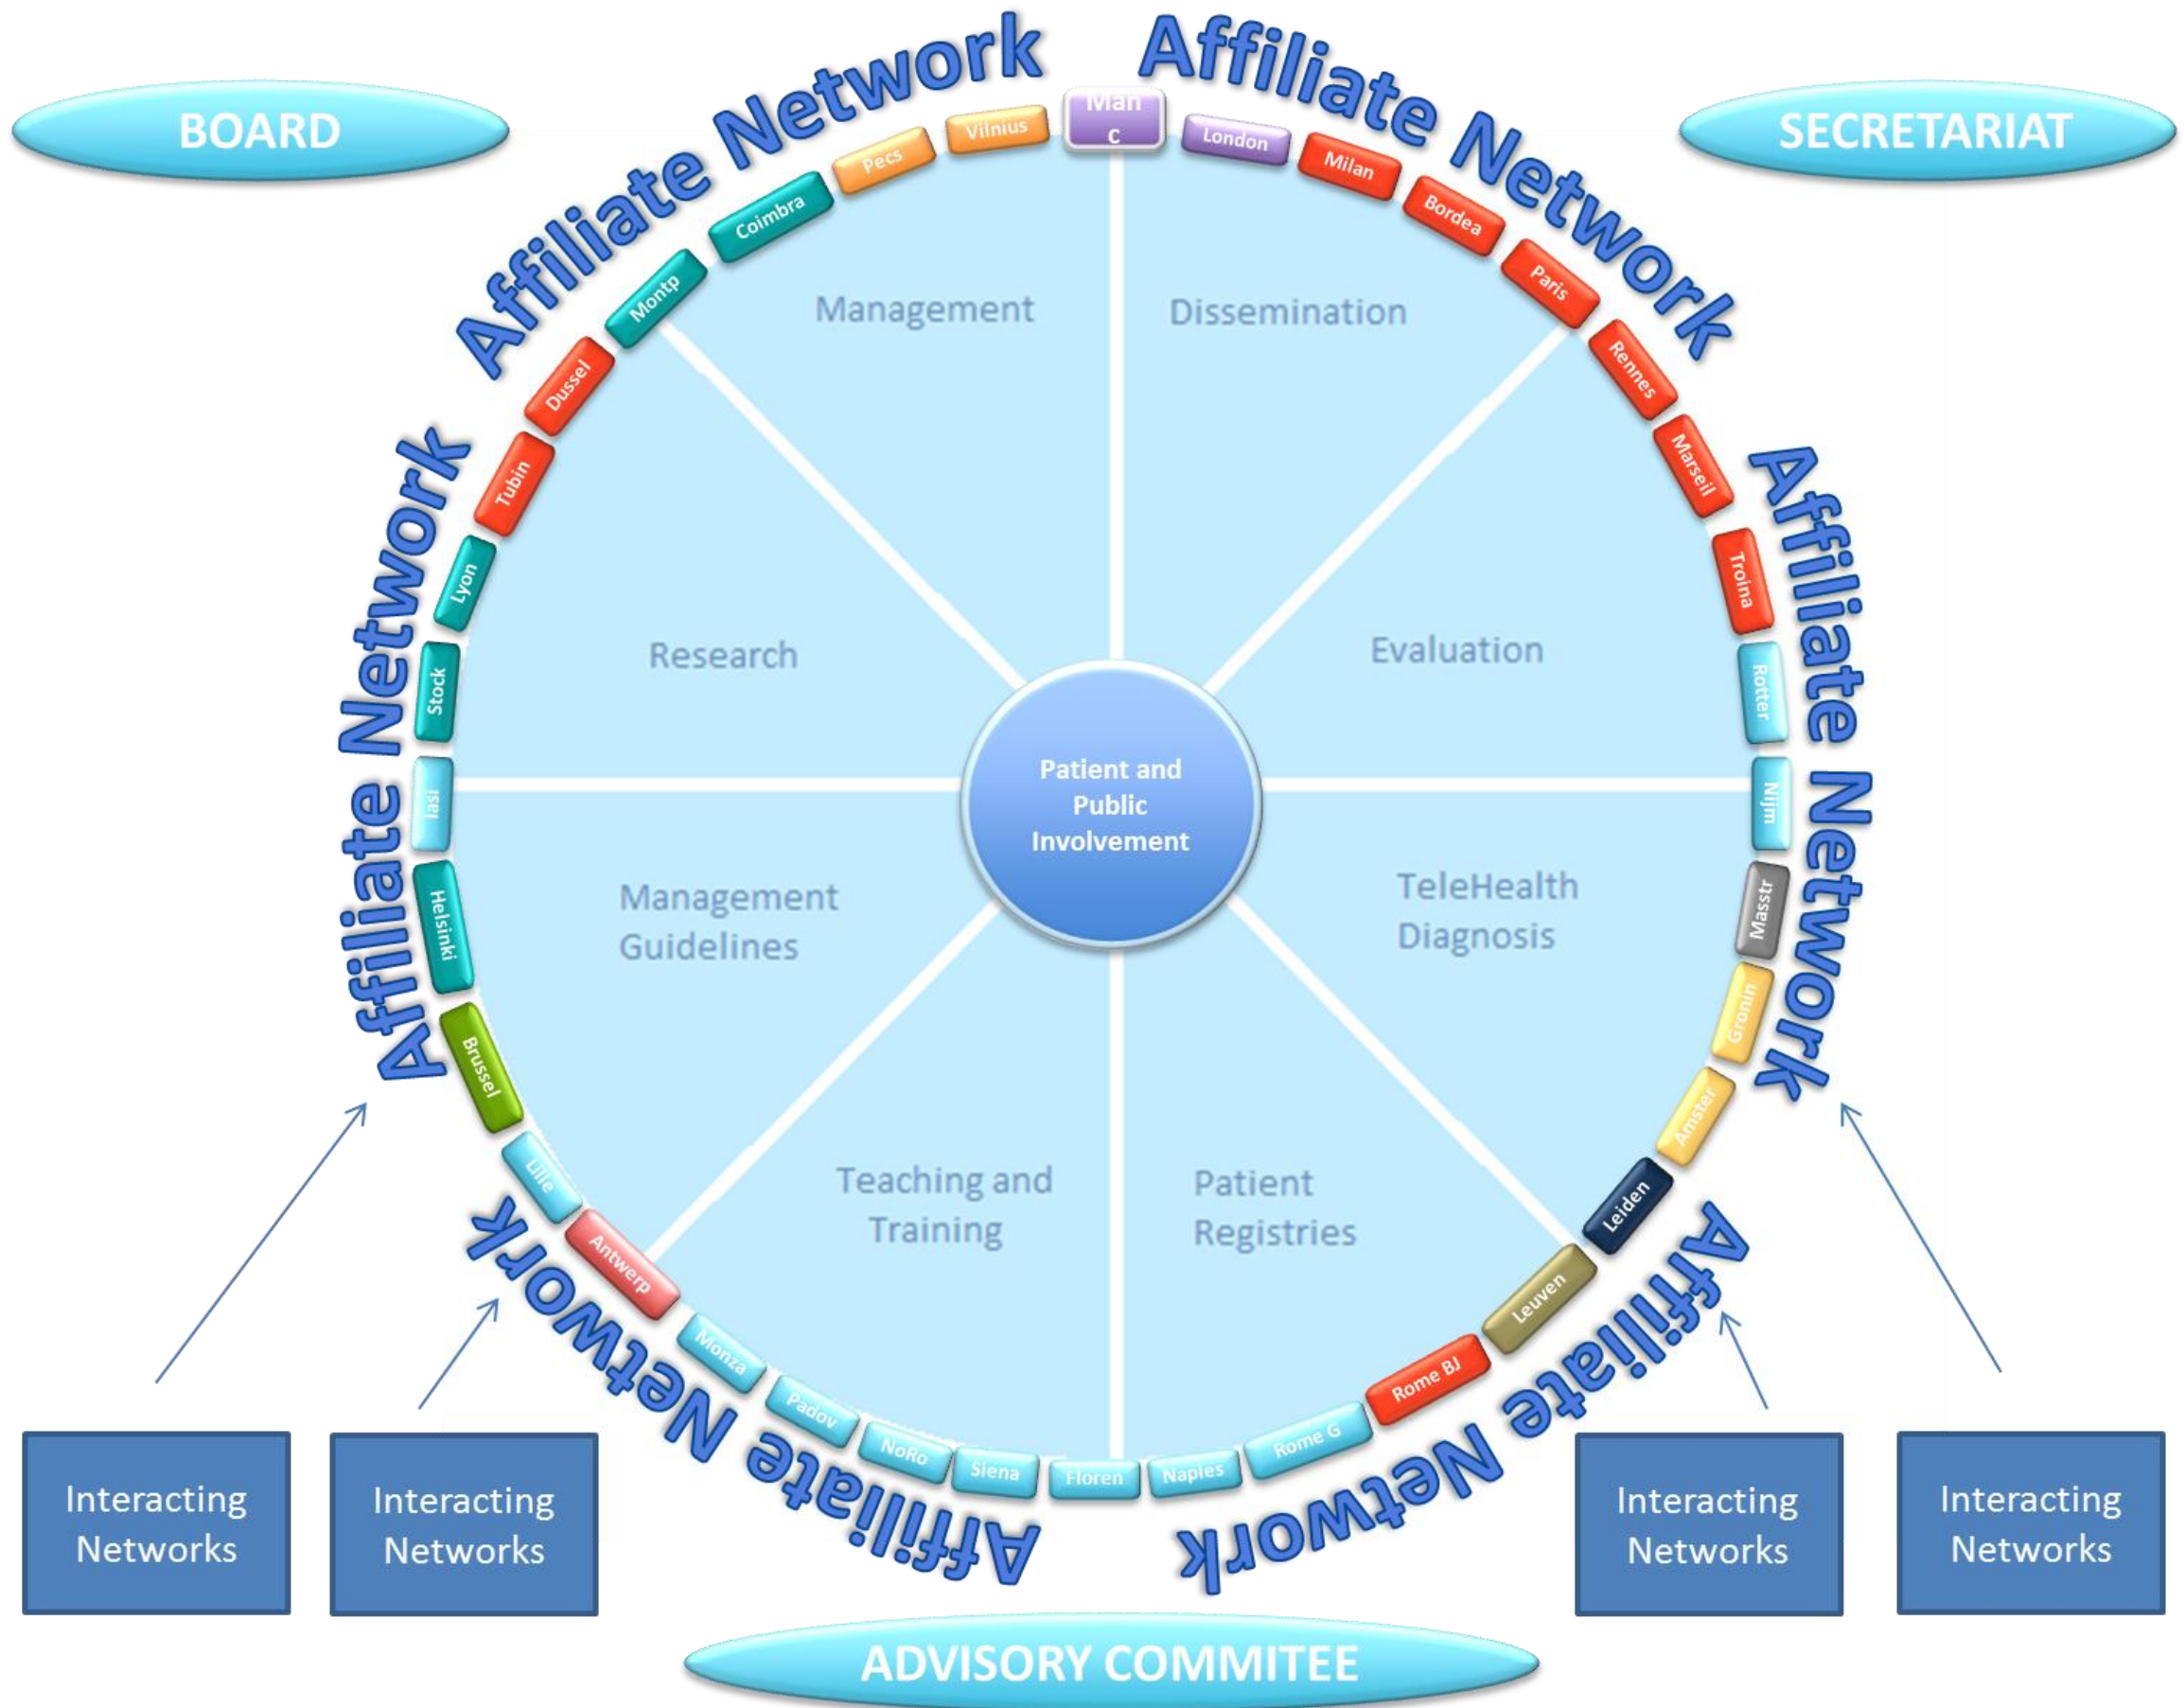 BOARD
SECRETARIAT
Affiliate Network
Affiliate Network
Affiliate Network
Affiliate Network
Affiliate Network
Affiliate Network
Affiliate Network
Man
c
London
Milan
Bordea
Paris
Rennes
Marseil
Troina
Rotter
Nijm
Masstr
Gronin
Amster
Leiden
Leuven
Rome BJ
Rome G
Naples
Floren
Siena
NoRo
Padov
Monza
Antwerp
Lille
Brussel
Helsinki
Iasi
Stock
Lyon
Tubin
Dussel
Montp
Coimbra
Pecs
Vilnius
Management
Dissemination
Research
Evaluation
Patient and
Public
Involvement
Management
Guidelines
TeleHealth
Diagnosis
Teaching and
Training
Patient
Registries
Interacting
Networks
Interacting
Networks
Interacting
Networks
Interacting
Networks
ADVISORY COMMITEE